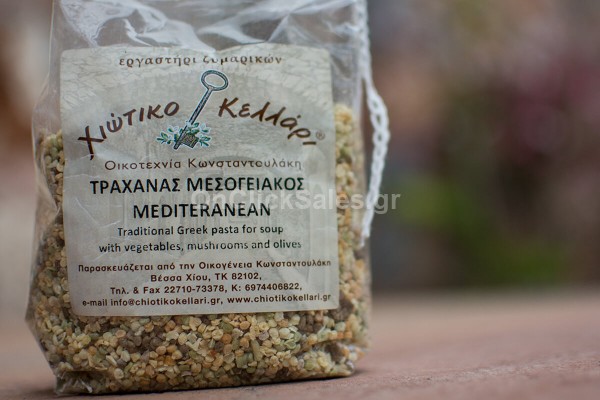 εργαστήρι ζυμαρικών
Χιώτικο Κελλάρι®
Οικοτεχνία Κωνσταντουλάκη
ΤΡΑΧΑΝΑΣ ΜΕΣΟΓΕΙΑΚΟΣ
MEDITERANEAN
OneClickSales.gr
Traditional Greek pasta for soup
with vegetables, mushrooms and olives
Παρασκευάζεται από την Οικογένεια Κωνσταντουλάκη
Βέσσα Χίου, ΤΚ 82102,
Τηλ. & Fax 22710-73378, Κ: 6974406822,
e-mail info@chiotikokellari.gr, www.chiotikokellari.gr